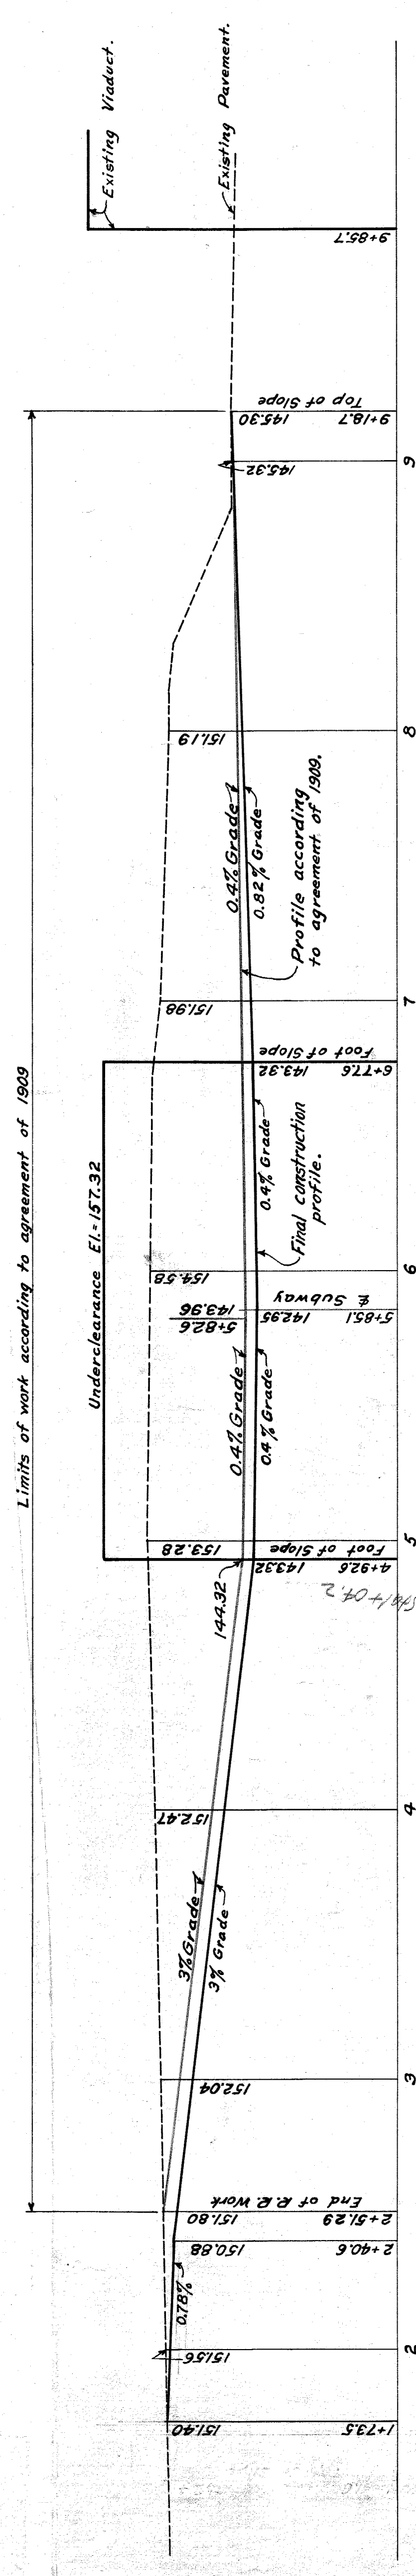 Existing Viaduct.
Existing Pavement.
9+85.7
Limits of work according to agreement of 1909
Top of Slope
9+18.7
145.30
145.32
9
151.19
8
0.4% Grade
0.82% Grade
Profile according
to agreement of 1909.
151.98
7
Foot of Slope
6+77.6
143.32
Underclearance El.=157.32
0.4% Grade
Final construction
profile.
154.58
6
5+82.6
143.96
℄ Subway
5+85.1
142.95
0.4% Grade
0.4% Grade
153.28
5
Foot of Slope
4+92.6
143.32
144.32
152.47
4
3% Grade
3% Grade
152.04
3
End of R.R. Work
2+51.29
151.80
2+40.6
150.88
0.78%
151.56
2
1+73.5
151.40